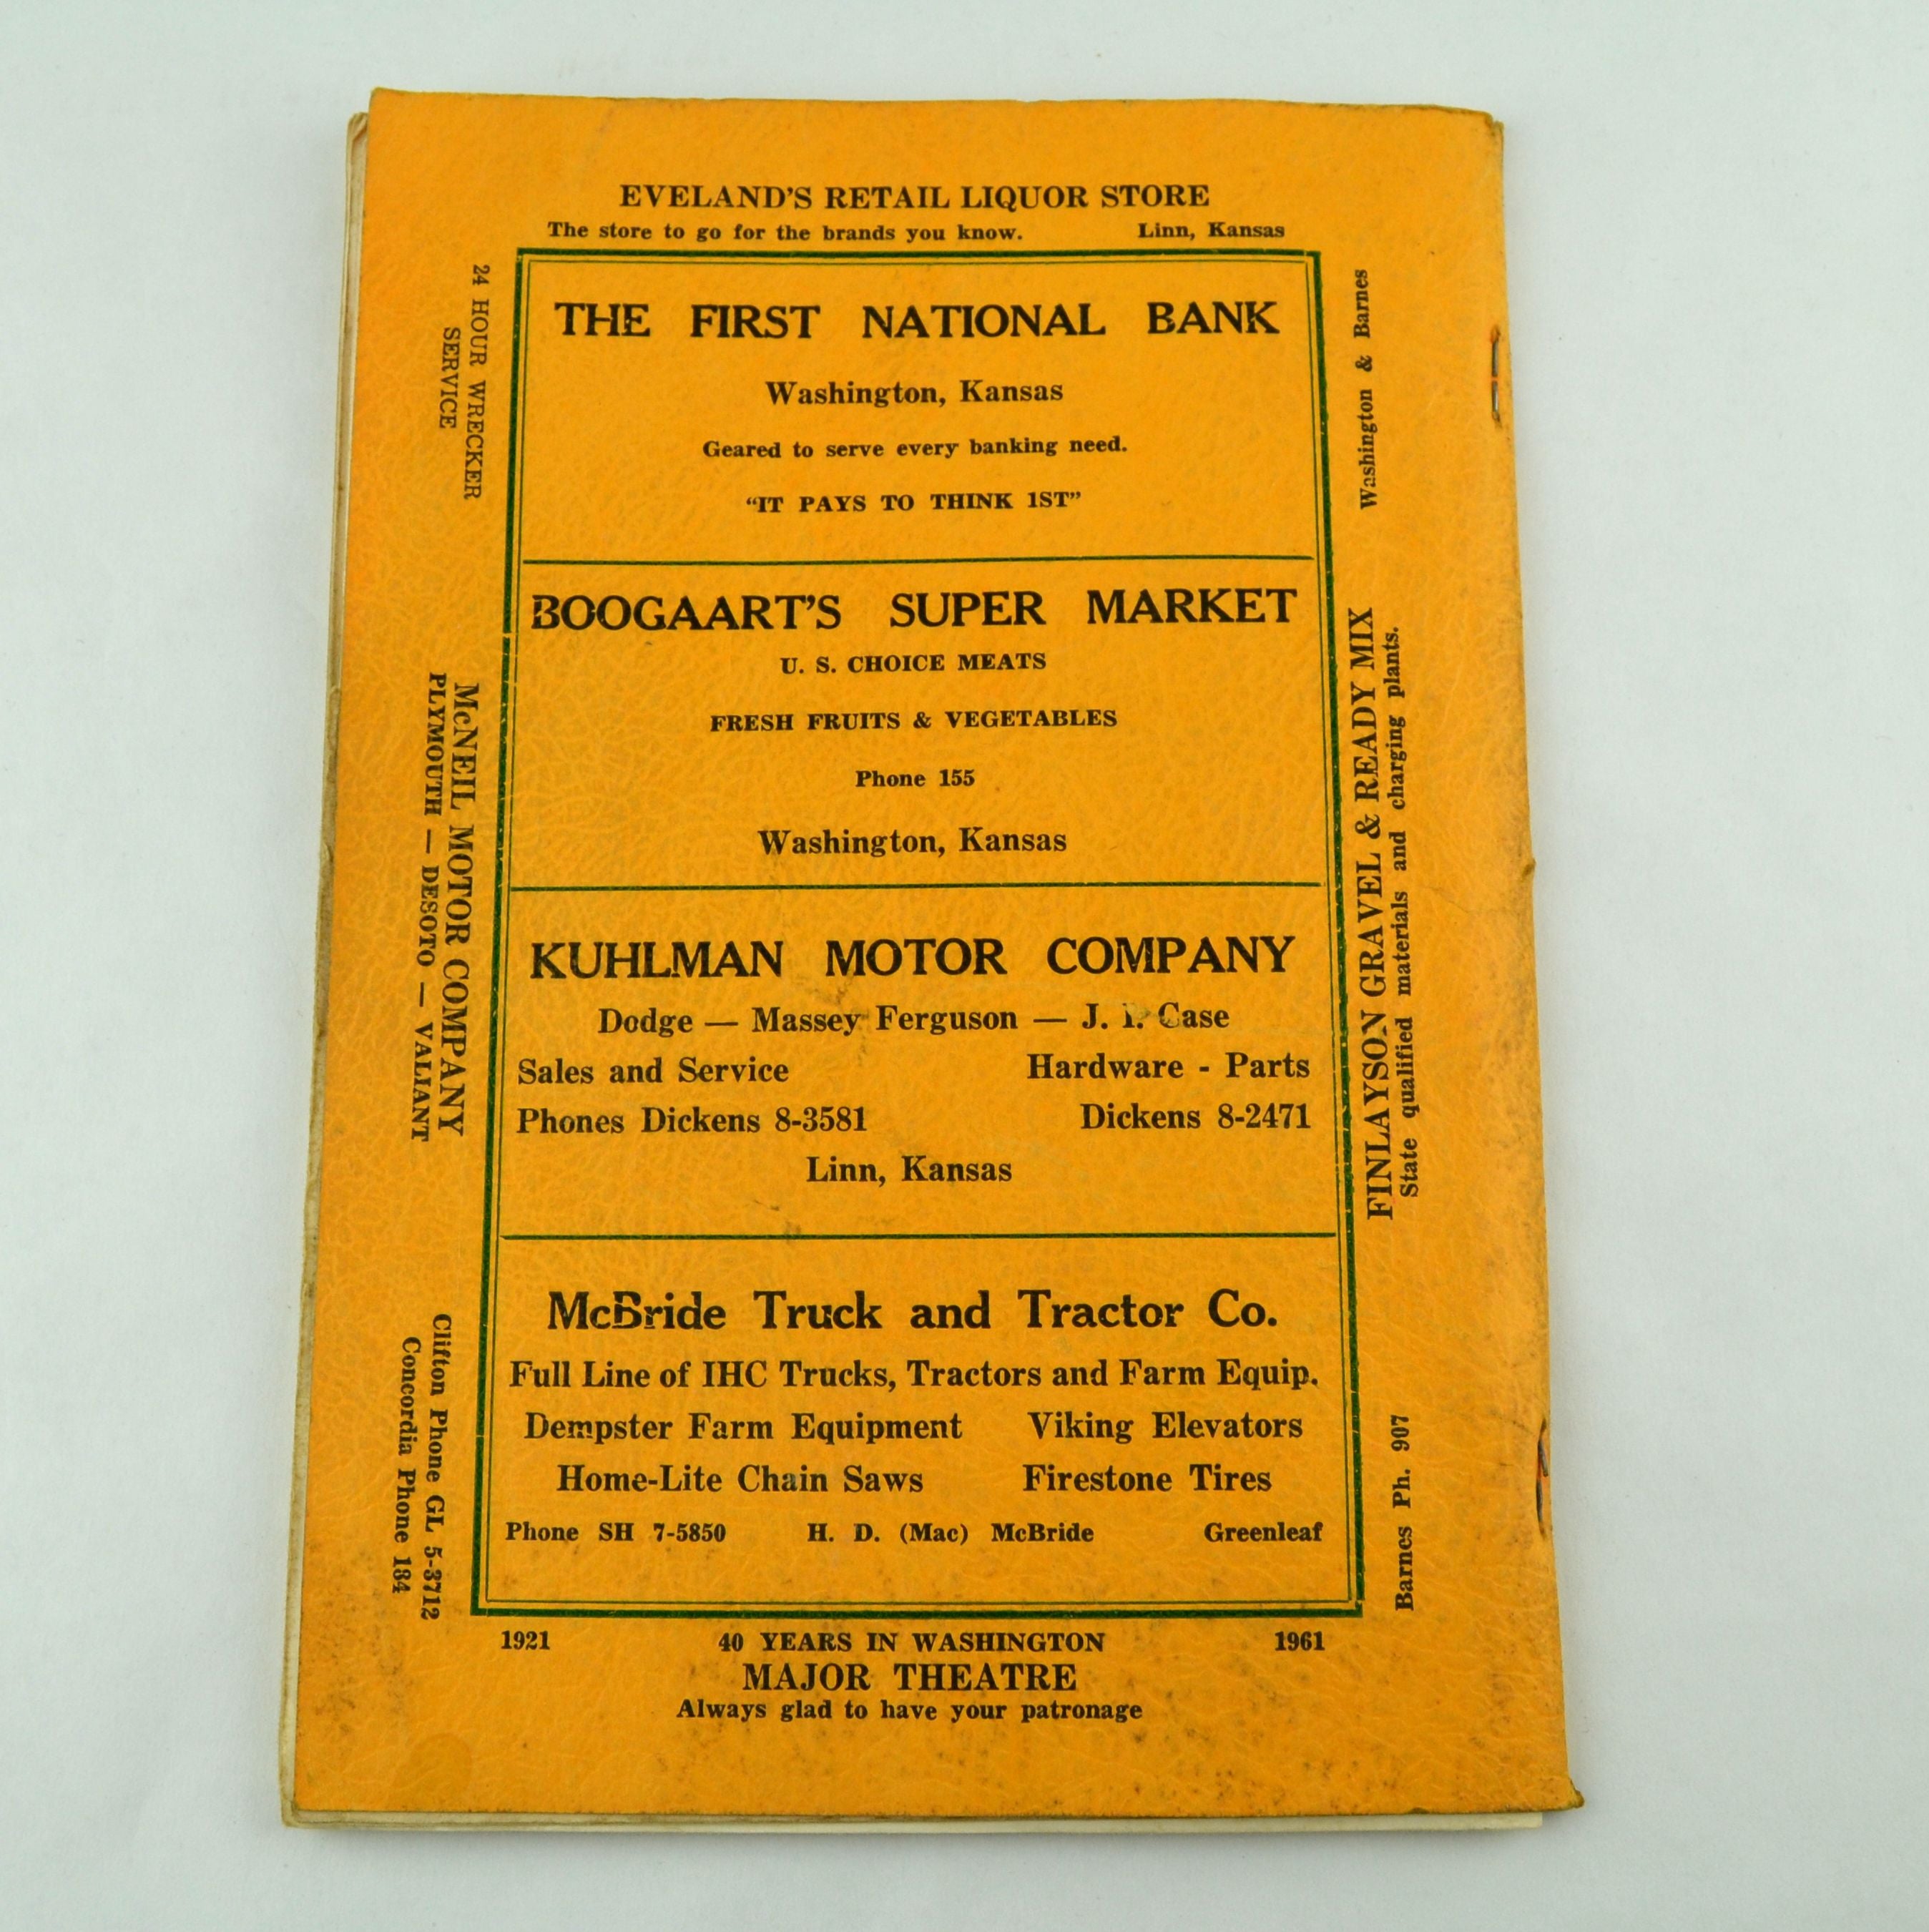 EVELAND'S RETAIL LIQUOR STORE
The store to go for the brands you know. Linn, Kansas
THE FIRST NATIONAL BANK
Washington, Kansas
Geared to serve every banking need.
"IT PAYS TO THINK 1ST"
BOOGAART'S SUPER MARKET
U. S. CHOICE MEATS
FRESH FRUITS & VEGETABLES
Phone 155
Washington, Kansas
KUHLMAN MOTOR COMPANY
Dodge — Massey Ferguson — J. I. Case
Sales and Service Hardware - Parts
Phones Dickens 8-3581 Dickens 8-2471
Linn, Kansas
McBride Truck and Tractor Co.
Full Line of IHC Trucks, Tractors and Farm Equip.
Dempster Farm Equipment Viking Elevators
Home-Lite Chain Saws Firestone Tires
Phone SH 7-5850 H. D. (Mac) McBride Greenleaf
1921 40 YEARS IN WASHINGTON 1961
MAJOR THEATRE
Always glad to have your patronage
24 HOUR WRECKER
SERVICE
McNEIL MOTOR COMPANY
PLYMOUTH — DESOTO — VALIANT
Clifton Phone GL 5-3712
Concordia Phone 184
Washington & Barnes
FINLAYSON GRAVEL & READY MIX
State qualified materials and charging plants.
Barnes Ph. 907